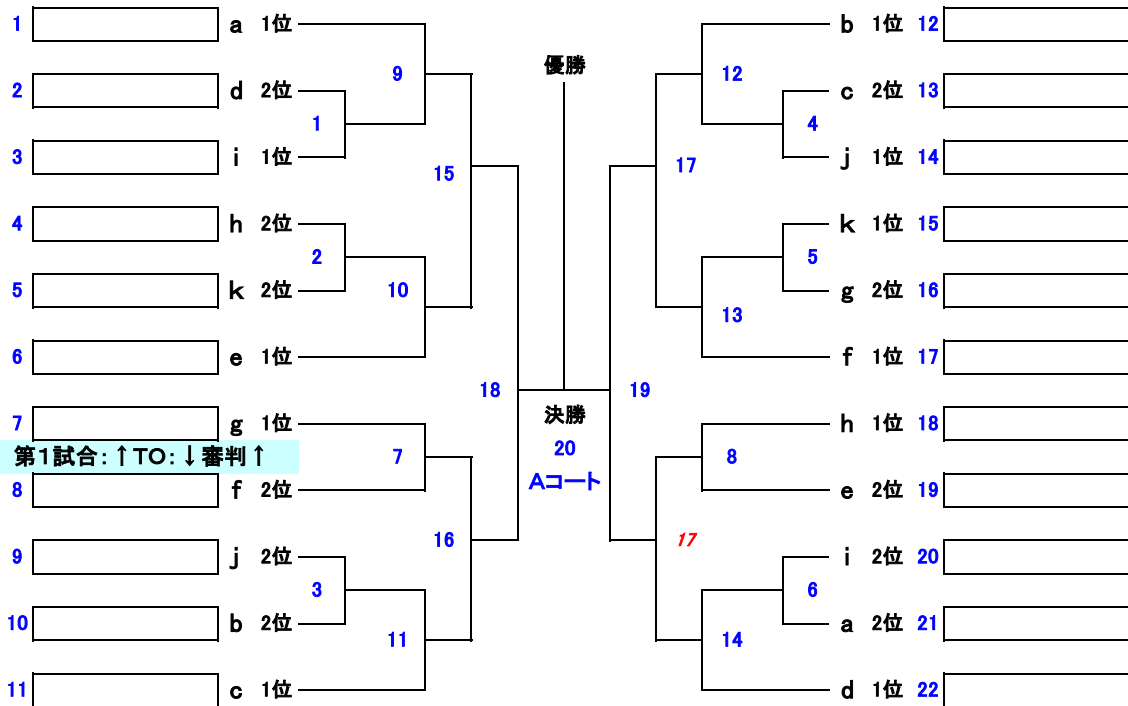 1 a 1位
2 d 2位
3 i 1位
4 h 2位
5 k 2位
6 e 1位
7 g 1位
第1試合:↑TO:↓審判↑
8 f 2位
9 j 2位
10 b 2位
11 c 1位
9
1
15
2
10
18
7
16
3
11
優勝
決勝
20
Aコート
12
4
17
5
13
19
8
17
6
14
b 1位 12
c 2位 13
j 1位 14
k 1位 15
g 2位 16
f 1位 17
h 1位 18
e 2位 19
i 2位 20
a 2位 21
d 1位 22